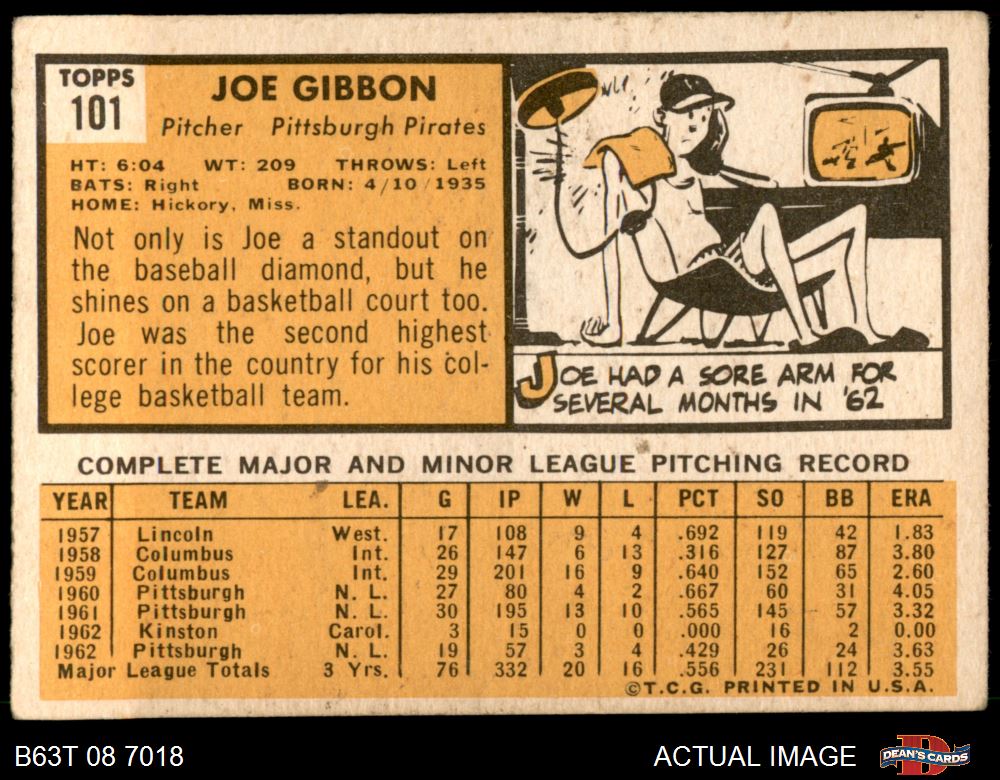 TOPPS
101
JOE GIBBON
Pitcher Pittsburgh Pirates
HT: 6:04 WT: 209 THROWS: Left
BATS: Right BORN: 4/10/1935
HOME: Hickory, Miss.
Not only is Joe a standout on
the baseball diamond, but he
shines on a basketball court too.
Joe was the second highest
scorer in the country for his col-
lege basketball team.
JOE HAD A SORE ARM FOR
SEVERAL MONTHS IN '62
COMPLETE MAJOR AND MINOR LEAGUE PITCHING RECORD
YEAR TEAM LEA. G IP W L PCT SO BB ERA
1957 Lincoln West. 17 108 9 4 .692 119 42 1.83
1958 Columbus Int. 26 147 6 13 .316 127 87 3.80
1959 Columbus Int. 29 201 16 9 .640 152 65 2.60
1960 Pittsburgh N. L. 27 80 4 2 .667 60 31 4.05
1961 Pittsburgh N. L. 30 195 13 10 .565 145 57 3.32
1962 Kinston Carol. 3 15 0 0 .000 16 2 0.00
1962 Pittsburgh N. L. 19 57 3 4 .429 26 24 3.63
Major League Totals 3 Yrs. 76 332 20 16 .556 231 112 3.55
©T.C.G. PRINTED IN U.S.A.
B63T 08 7018 ACTUAL IMAGE
DEAN'S CARDS